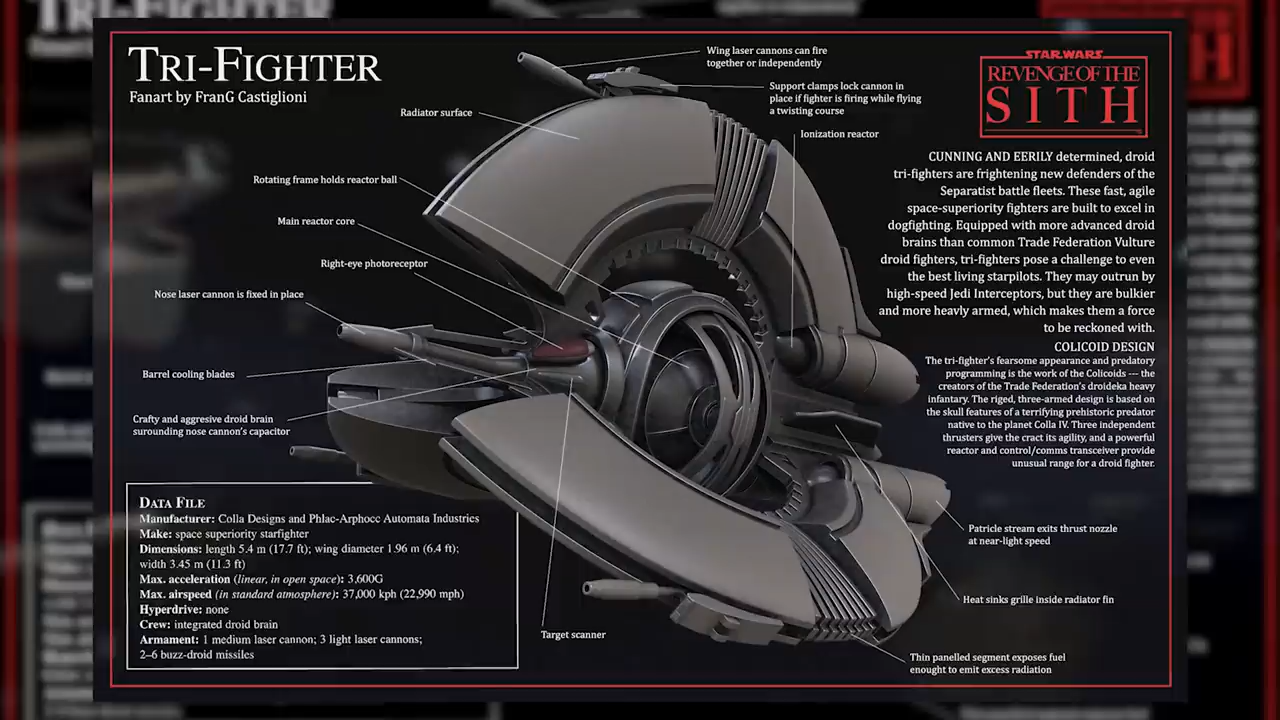 TRI-FIGHTER
Fanart by FranG Castiglioni
Wing laser cannons can fire
together or independently
Support clamps lock cannon in
place if fighter is firing while flying
a twisting course
Radiator surface
Ionization reactor
Rotating frame holds reactor ball
Main reactor core
Right-eye photoreceptor
Nose laser cannon is fixed in place
Barrel cooling blades
Crafty and aggresive droid brain
surounding nose cannon's capacitor
STAR WARS
REVENGE OF THE
SITH
CUNNING AND EERILY determined, droid
tri-fighters are frightening new defenders of the
Separatist battle fleets. These fast, agile
space-superiority fighters are built to excel in
dogfighting. Equipped with more advanced droid
brains than common Trade Federation Vulture
droid fighters, tri-fighters pose a challenge to even
the best living starpilots. They may outrun by
high-speed Jedi Interceptors, but they are bulkier
and more heavly armed, which makes them a force
to be reckoned with.
COLICOID DESIGN
The tri-fighter's fearsome appearance and predatory
programming is the work of the Colicoids --- the
creators of the Trade Federation's droideka heavy
infantary. The riged, three-armed design is based on
the skull features of a terrifying prehistoric predator
native to the planet Colla IV. Three independent
thrusters give the cract its agility, and a powerful
reactor and control/comms transceiver provide
unusual range for a droid fighter.
DATA FILE
Manufacturer: Colla Designs and Phlac-Arphocc Automata Industries
Make: space superiority starfighter
Dimensions: length 5.4 m (17.7 ft); wing diameter 1.96 m (6.4 ft);
width 3.45 m (11.3 ft)
Max. acceleration (linear, in open space): 3,600G
Max. airspeed (in standard atmosphere): 37,000 kph (22,990 mph)
Hyperdrive: none
Crew: integrated droid brain
Armament: 1 medium laser cannon; 3 light laser cannons;
2–6 buzz-droid missiles
Target scanner
Patricle stream exits thrust nozzle
at near-light speed
Heat sinks grille inside radiator fin
Thin panelled segment exposes fuel
enought to emit excess radiation